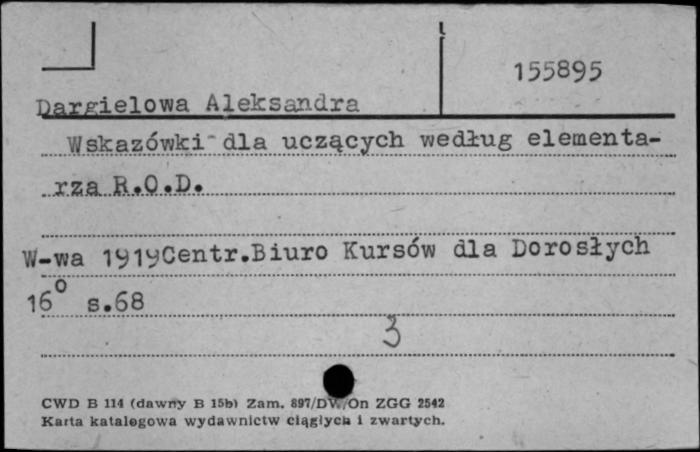 155895
Dargielowa Aleksandra
Wskazówki dla uczących według elementa-
rza R.O.D.
W-wa 1919Centr.Biuro Kursów dla Dorosłych
16° s.68
3
CWD B 114 (dawny B 15b) Zam. 897/DW/On ZGG 2542
Karta katalogowa wydawnictw ciągłych i zwartych.